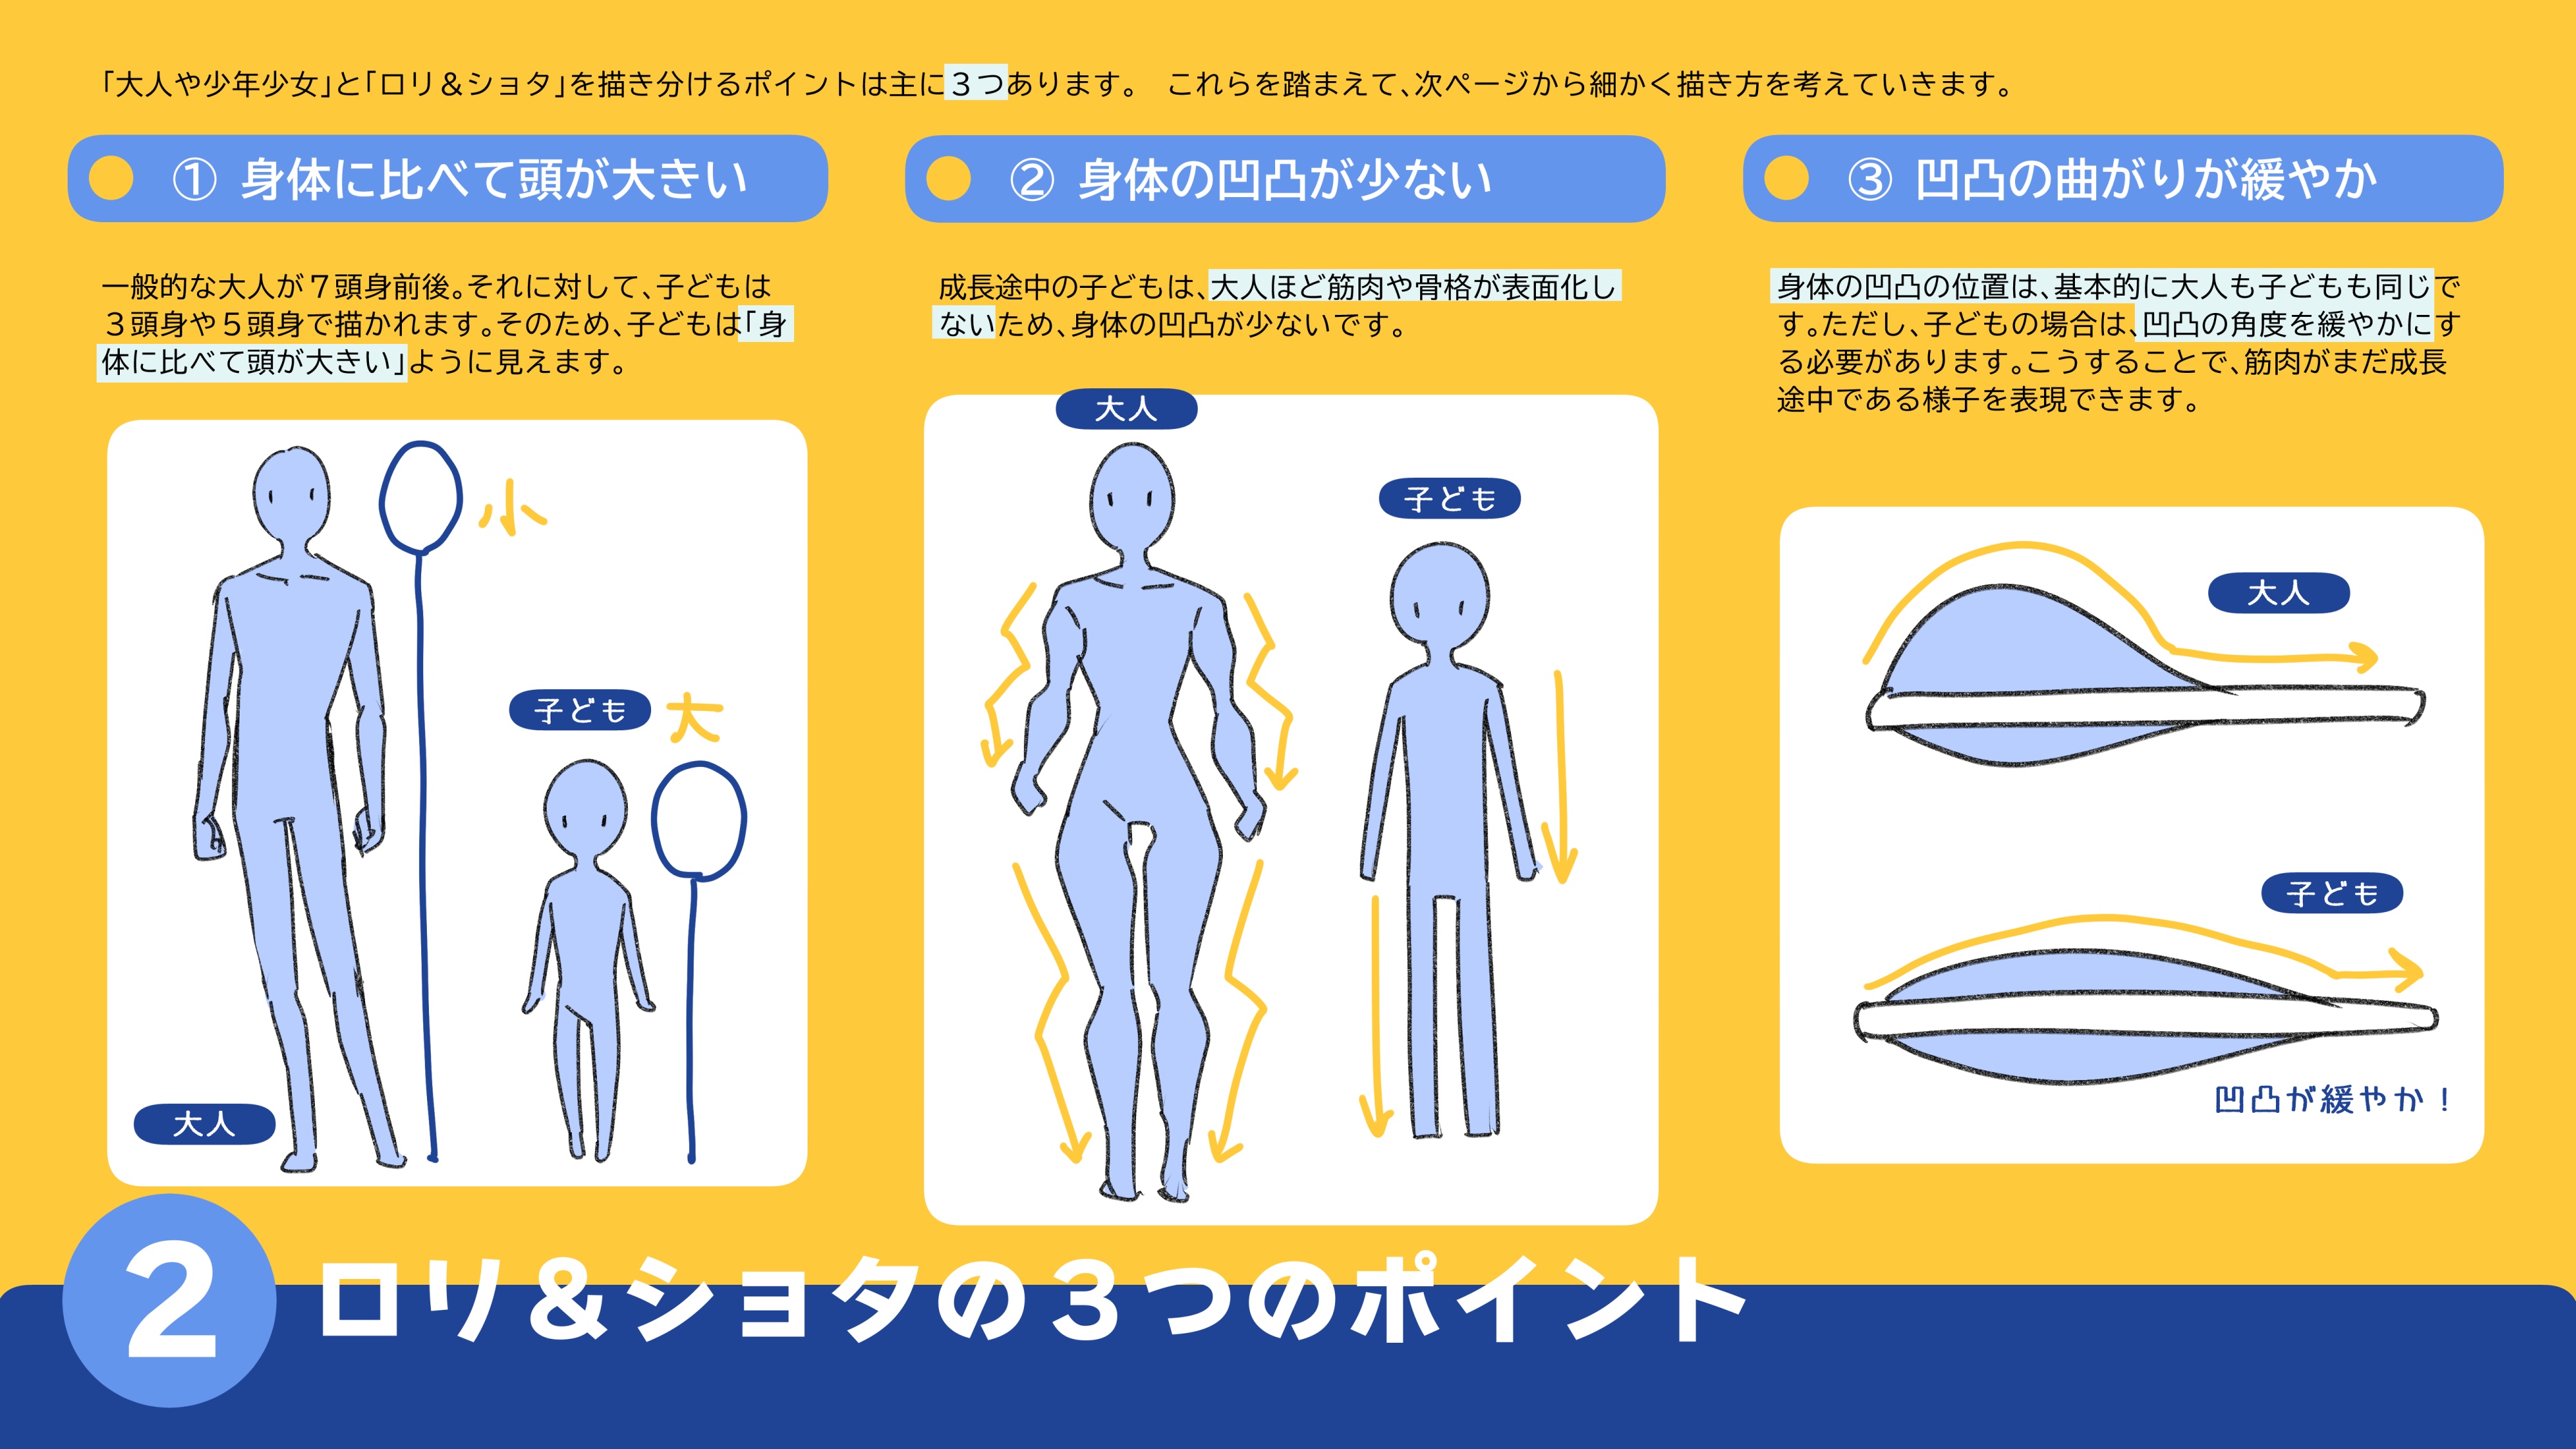 「大人や少年少女」と「ロリ＆ショタ」を描き分けるポイントは主に３つあります。　これらを踏まえて、次ページから細かく描き方を考えていきます。
① 身体に比べて頭が大きい
一般的な大人が７頭身前後。それに対して、子どもは
３頭身や５頭身で描かれます。そのため、子どもは「身
体に比べて頭が大きい」ように見えます。
小
子ども
大
大人
② 身体の凹凸が少ない
成長途中の子どもは、大人ほど筋肉や骨格が表面化し
ないため、身体の凹凸が少ないです。
大人
子ども
③ 凹凸の曲がりが緩やか
身体の凹凸の位置は、基本的に大人も子どもも同じで
す。ただし、子どもの場合は、凹凸の角度を緩やかにす
る必要があります。こうすることで、筋肉がまだ成長
途中である様子を表現できます。
大人
子ども
凹凸が緩やか！
2
ロリ＆ショタの３つのポイント